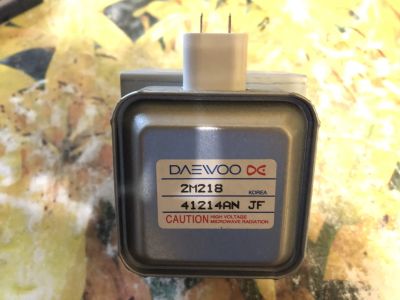 DAEWOO
2M218 KOREA
41214AN JF
CAUTION HIGH VOLTAGE
MICROWAVE RADIATION